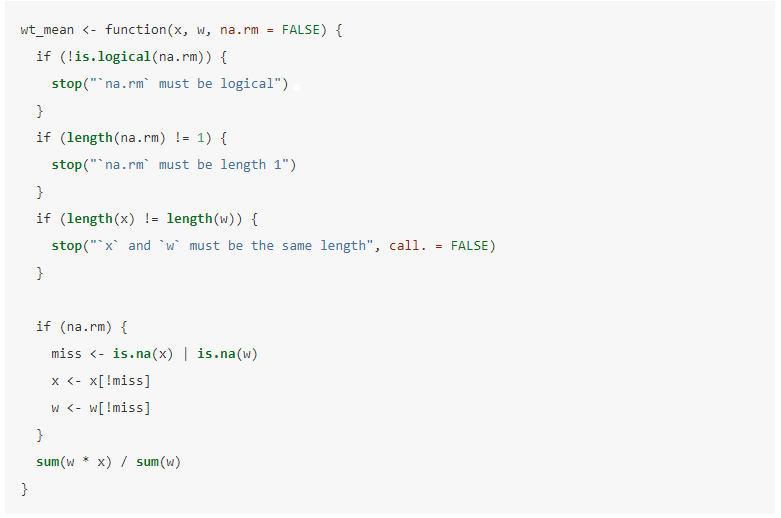 wt_mean <- function(x, w, na.rm = FALSE) {
  if (!is.logical(na.rm)) {
    stop("`na.rm` must be logical")
  }
  if (length(na.rm) != 1) {
    stop("`na.rm` must be length 1")
  }
  if (length(x) != length(w)) {
    stop("`x` and `w` must be the same length", call. = FALSE)
  }

  if (na.rm) {
    miss <- is.na(x) | is.na(w)
    x <- x[!miss]
    w <- w[!miss]
  }
  sum(w * x) / sum(w)
}